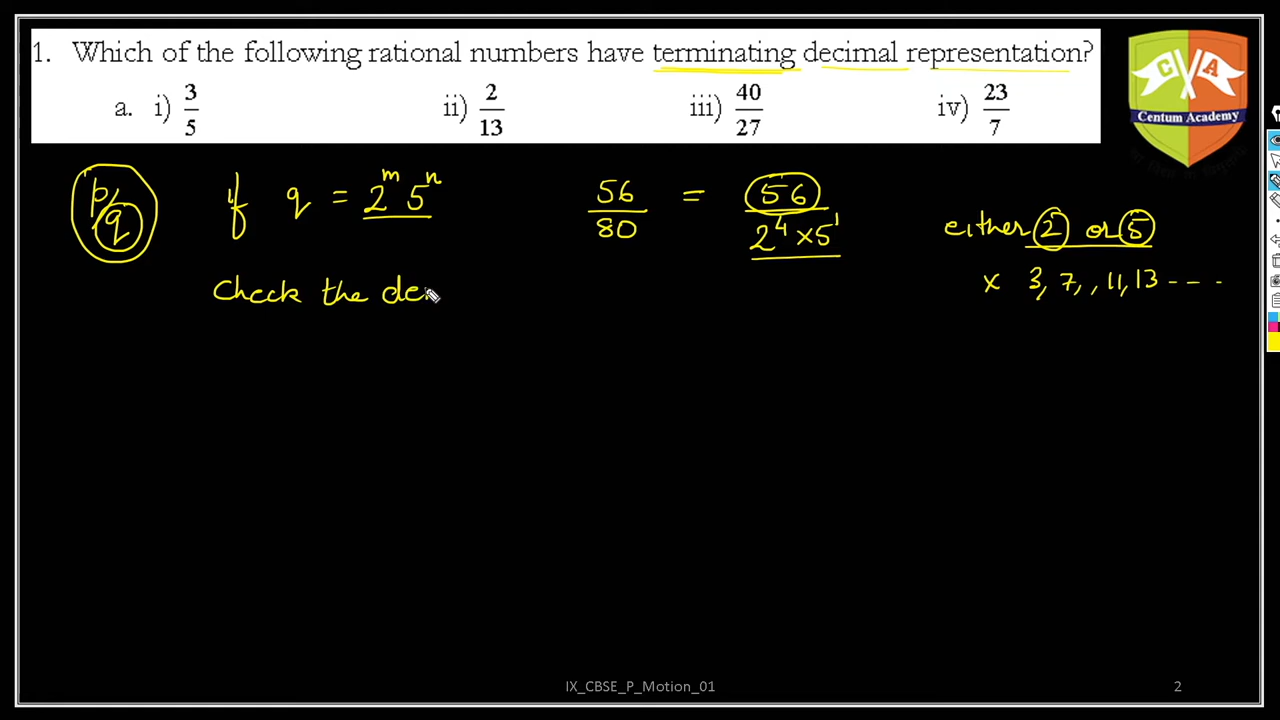 1. Which of the following rational numbers have terminating decimal representation?
a. i) 3/5 ii) 2/13 iii) 40/27 iv) 23/7
C A
Centum Academy
p/q if q = 2^m 5^n 56/80 = 56/(2^4 × 5^1) either 2 or 5
x 3, 7, , 11, 13 - - - -
Check the de
IX_CBSE_P_Motion_01 2